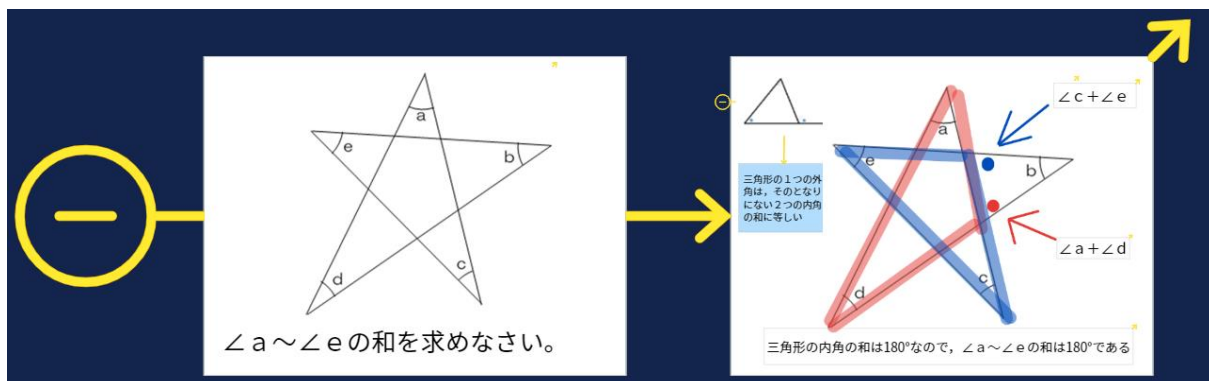 a
e
b
c
d
∠a～∠eの和を求めなさい。
三角形の１つの外
角は，そのとなり
にない２つの内角
の和に等しい
∠c＋∠e
a
e
b
∠a＋∠d
c
d
三角形の内角の和は180°なので，∠a～∠eの和は180°である